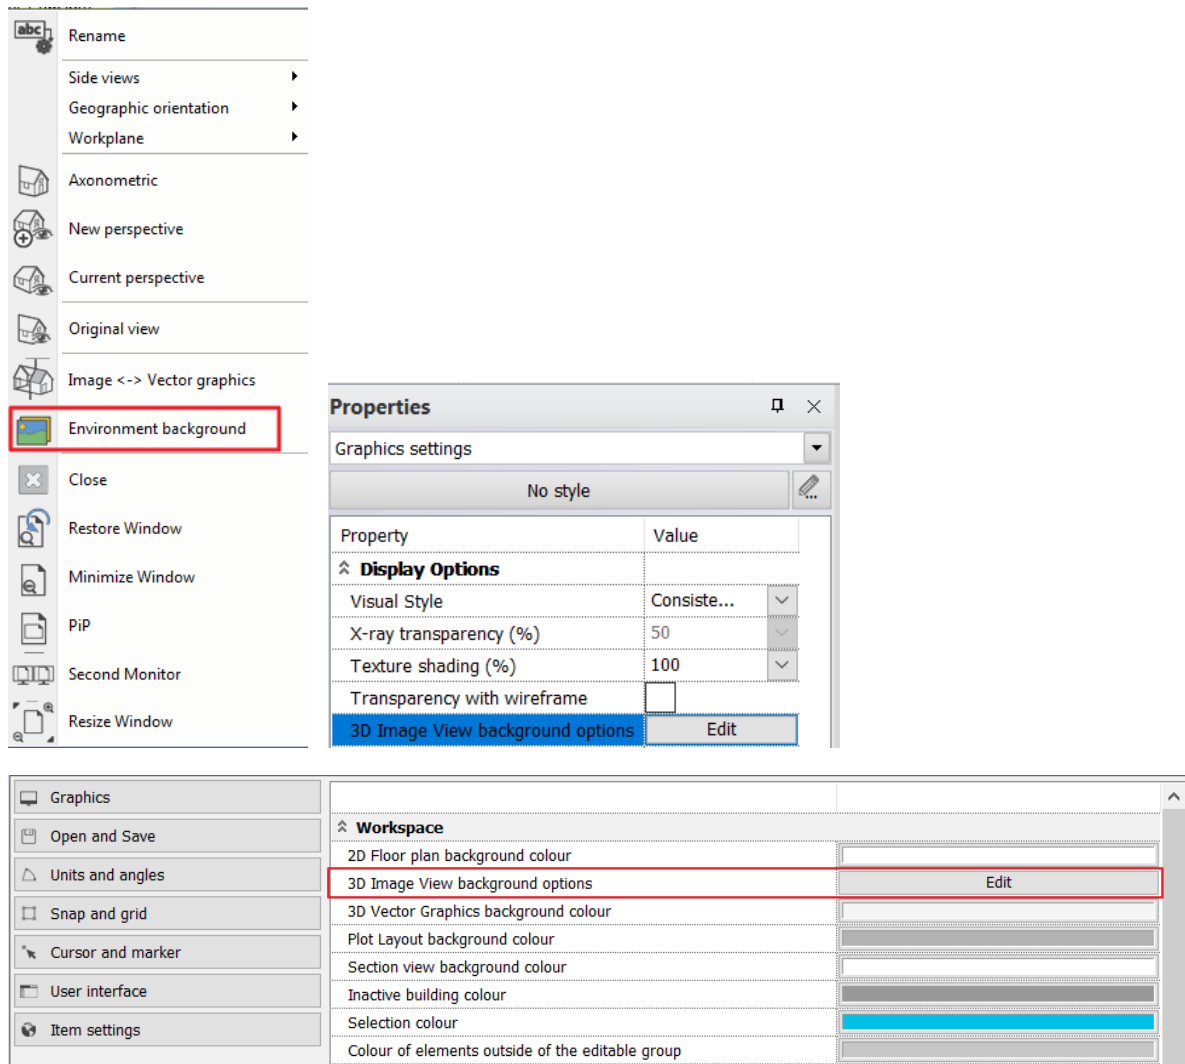 abc
Rename
Side views
Geographic orientation
Workplane
Axonometric
New perspective
Current perspective
Original view
Image <-> Vector graphics
Environment background
Close
Restore Window
Minimize Window
PiP
Second Monitor
Resize Window
Properties
Graphics settings
No style
Property Value
Display Options
Visual Style Consiste...
X-ray transparency (%) 50
Texture shading (%) 100
Transparency with wireframe
3D Image View background options Edit
Graphics
Open and Save
Units and angles
Snap and grid
Cursor and marker
User interface
Item settings
Workspace
2D Floor plan background colour
3D Image View background options Edit
3D Vector Graphics background colour
Plot Layout background colour
Section view background colour
Inactive building colour
Selection colour
Colour of elements outside of the editable group